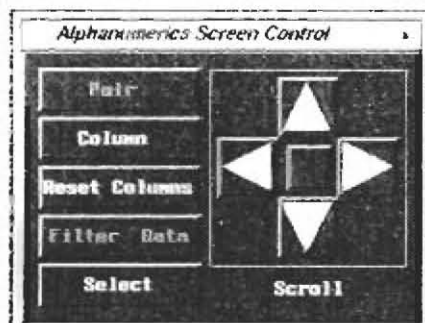 Alphanumerics Screen Control
Pair
Column
Reset Columns
Filter Data
Select
Scroll